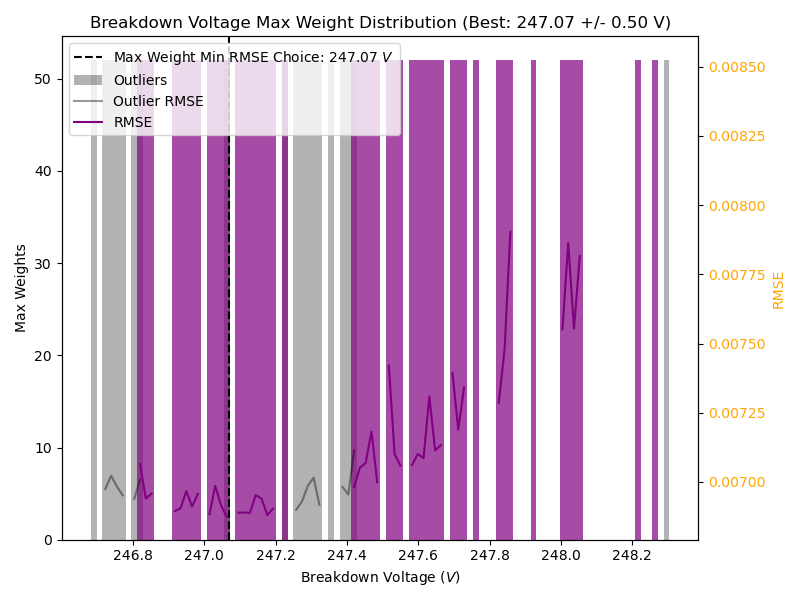 Breakdown Voltage Max Weight Distribution (Best: 247.07 +/- 0.50 V)
Max Weight Min RMSE Choice: 247.07 V
Outliers
Outlier RMSE
RMSE
50
40
30
20
10
0
Max Weights
0.00850
0.00825
0.00800
0.00775
0.00750
0.00725
0.00700
RMSE
246.8 247.0 247.2 247.4 247.6 247.8 248.0 248.2
Breakdown Voltage (V)